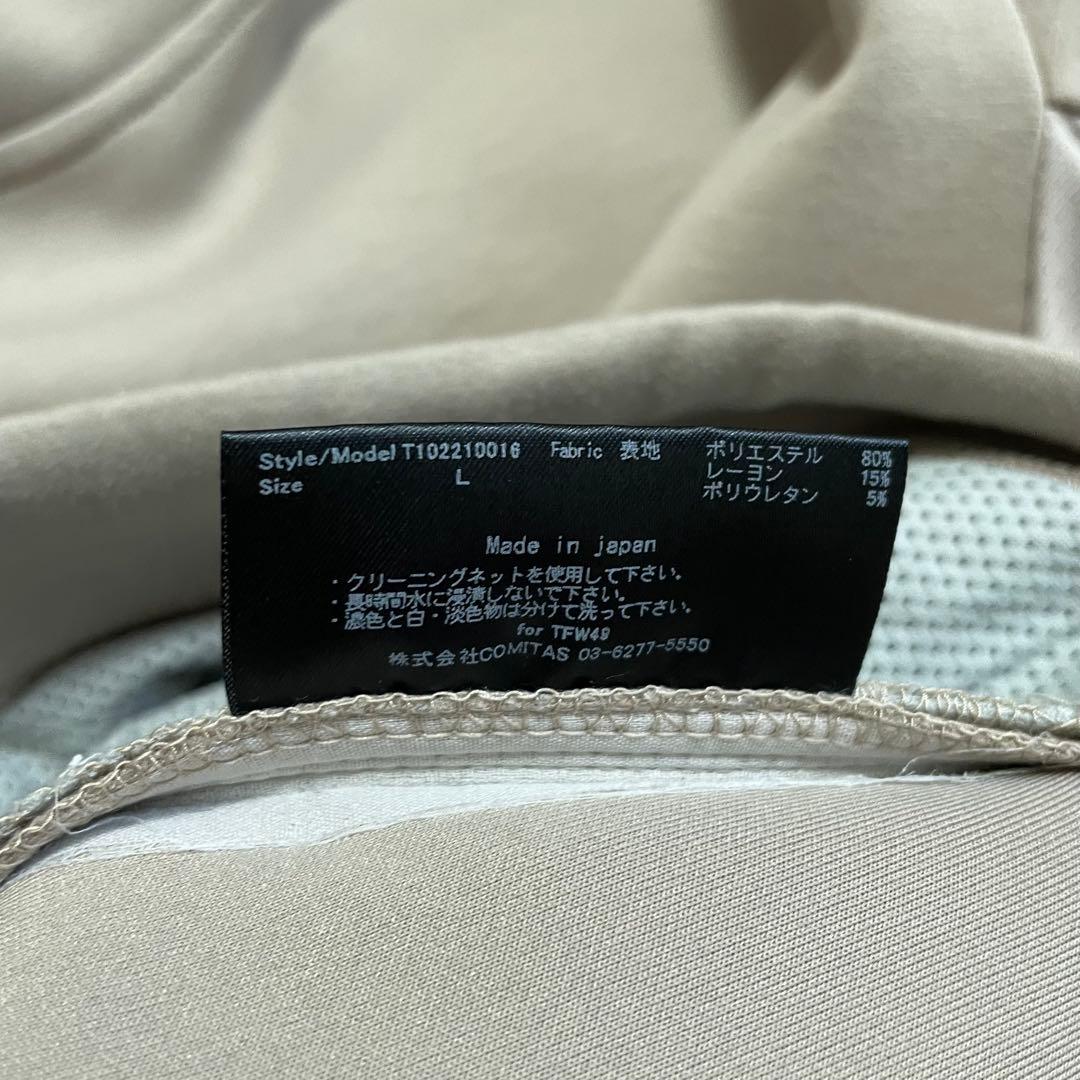 Style/Model T102210016 Fabric 表地 ポリエステル 80%
Size L レーヨン 15%
ポリウレタン 5%
Made in japan
・クリーニングネットを使用して下さい。
・長時間水に浸漬しないで下さい。
・濃色と白・淡色物は分けて洗って下さい。
for TFW49
株式会社COMITAS 03-6277-5550